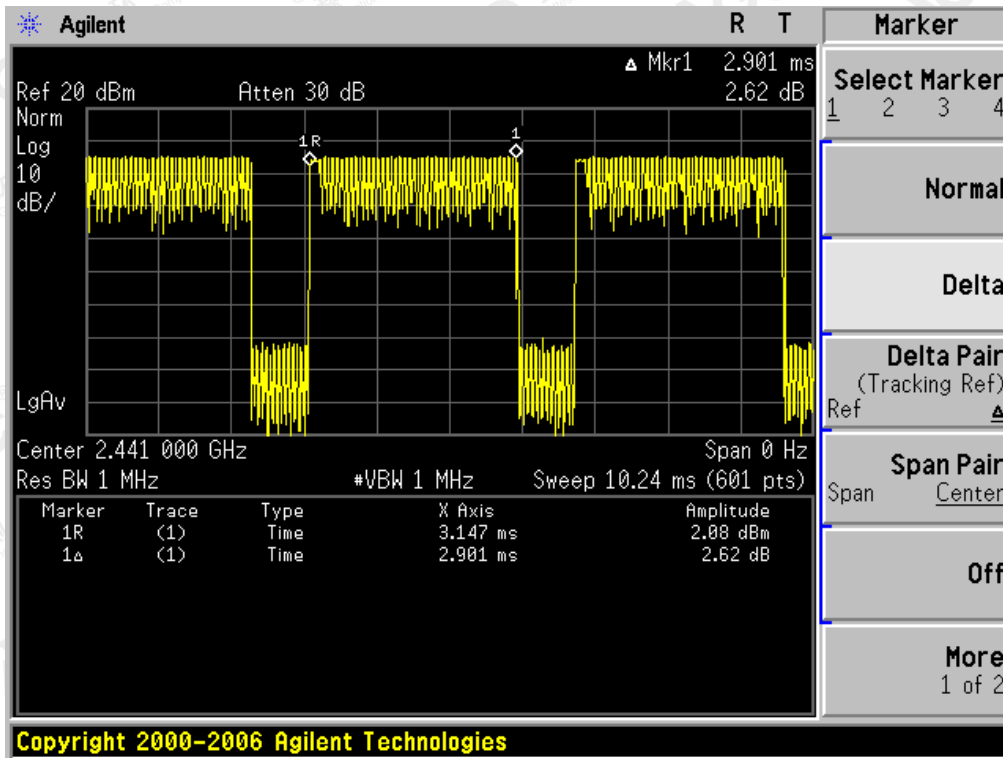 Agilent R T Marker
Δ Mkr1 2.901 ms
Ref 20 dBm Atten 30 dB 2.62 dB
Norm
Log
10
dB/
1R
1
LgAv
Center 2.441 000 GHz Span 0 Hz
Res BW 1 MHz #VBW 1 MHz Sweep 10.24 ms (601 pts)
Marker Trace Type X Axis Amplitude
1R (1) Time 3.147 ms 2.08 dBm
1Δ (1) Time 2.901 ms 2.62 dB
Select Marker
1 2 3 4
Normal
Delta
Delta Pair
(Tracking Ref)
Ref Δ
Span Pair
Span Center
Off
More
1 of 2
Copyright 2000-2006 Agilent Technologies